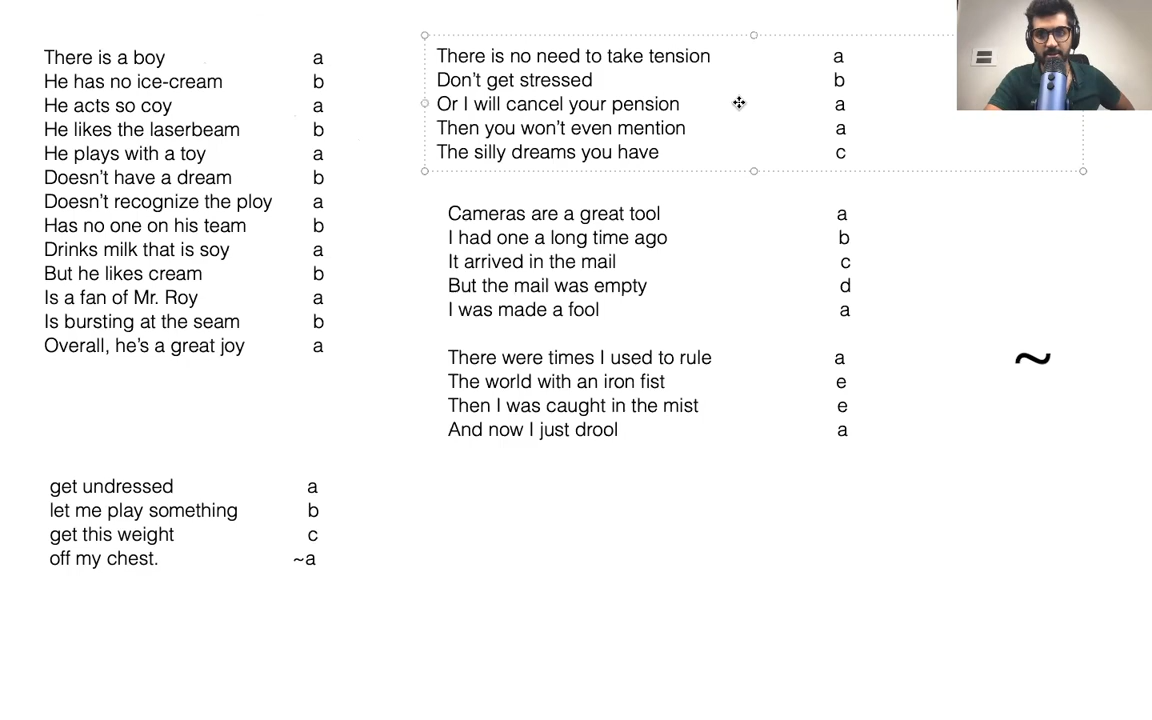 There is a boy a
He has no ice-cream b
He acts so coy a
He likes the laserbeam b
He plays with a toy a
Doesn't have a dream b
Doesn't recognize the ploy a
Has no one on his team b
Drinks milk that is soy a
But he likes cream b
Is a fan of Mr. Roy a
Is bursting at the seam b
Overall, he's a great joy a
get undressed a
let me play something b
get this weight c
off my chest. ~a
There is no need to take tension a
Don't get stressed b
Or I will cancel your pension a
Then you won't even mention a
The silly dreams you have c
Cameras are a great tool a
I had one a long time ago b
It arrived in the mail c
But the mail was empty d
I was made a fool a
There were times I used to rule a
The world with an iron fist e
Then I was caught in the mist e
And now I just drool a
~